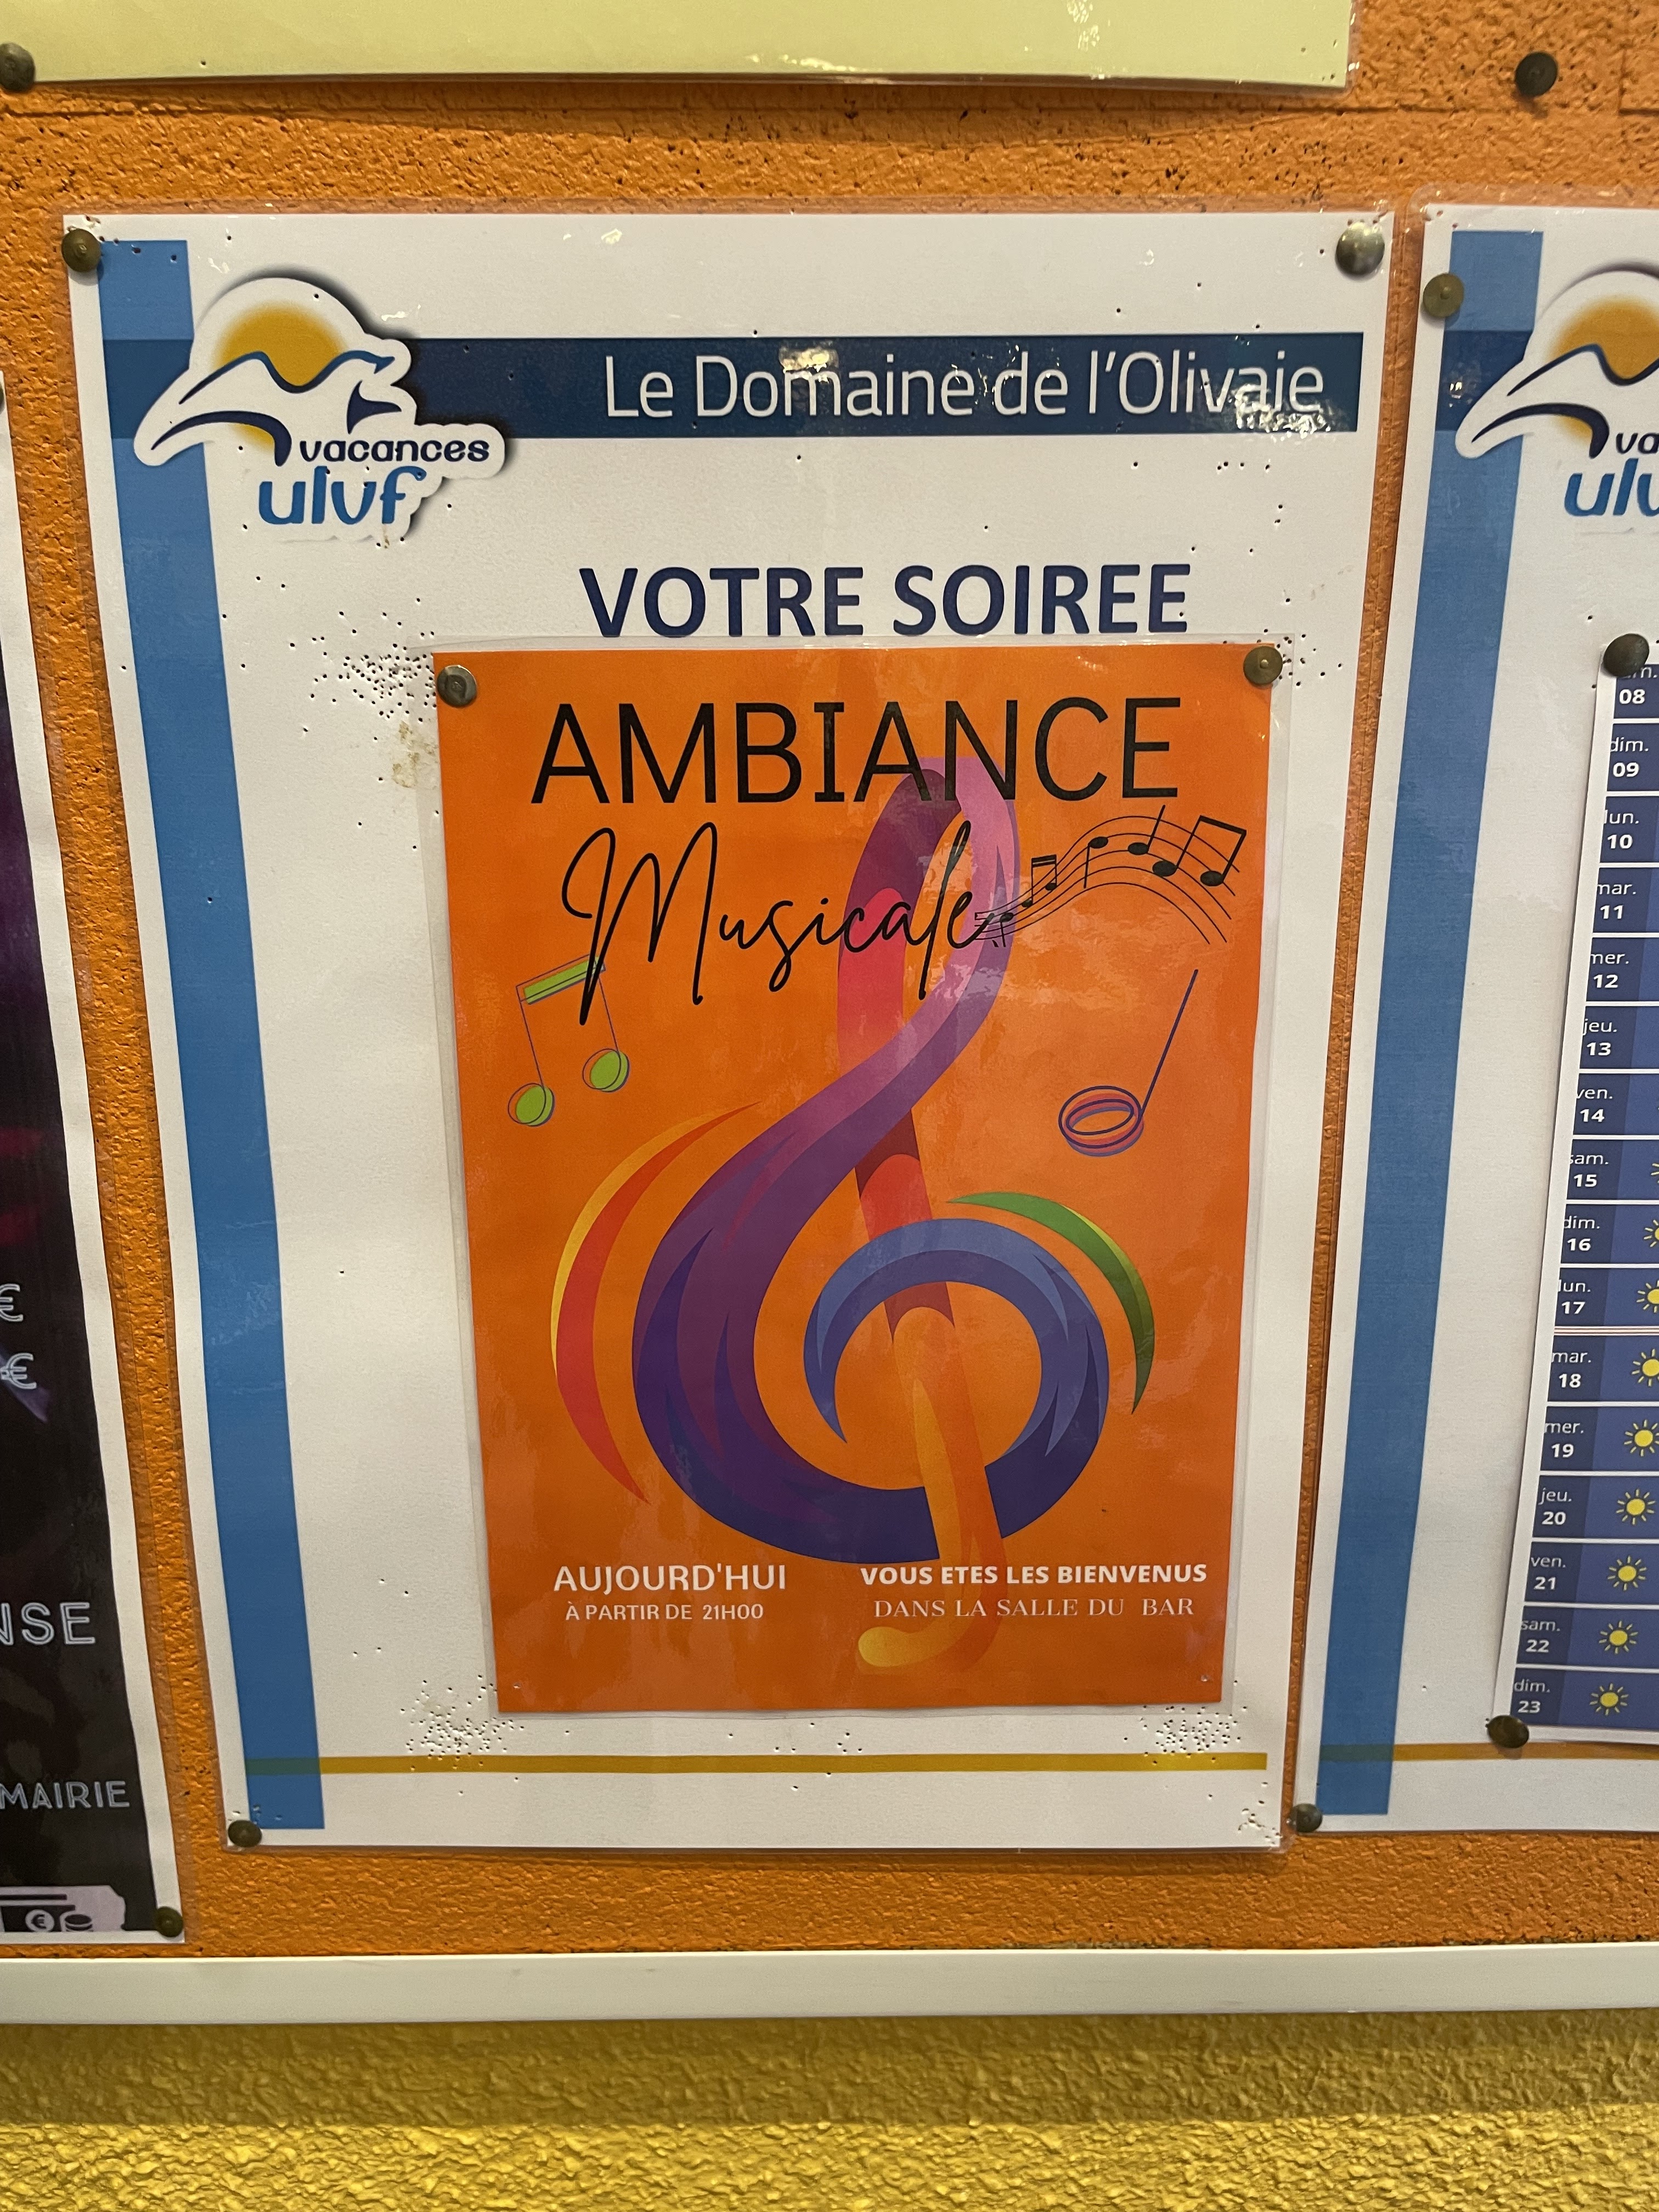 Le Domaine de l'Olivaie
vacances
ulvf
VOTRE SOIREE
AMBIANCE
Musicale
AUJOURD'HUI
À PARTIR DE 21H00
VOUS ETES LES BIENVENUS
DANS LA SALLE DU BAR
€
€
NSE
MAIRIE
€
va
ulv
08
dim.
09
lun.
10
mar.
11
mer.
12
jeu.
13
ven.
14
sam.
15
dim.
16
lun.
17
mar.
18
mer.
19
jeu.
20
ven.
21
sam.
22
dim.
23